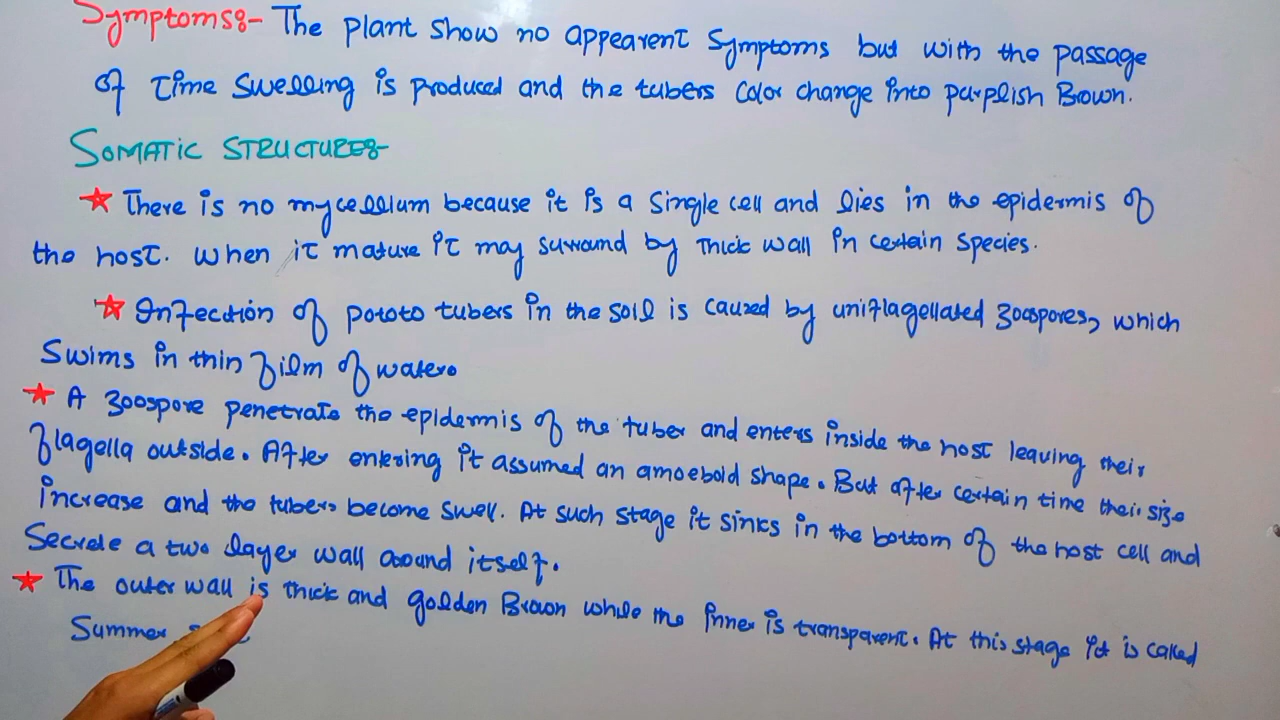 Symptoms:- The plant show no appearent symptoms but with the passage
of time swelling is produced and the tubers color change into purplish Brown.
SOMATIC STRUCTURES:-
★ There is no mycellium because it is a single cell and lies in the epidermis of
the host. when it mature it may surround by thick wall in certain species.
★ Infection of pototo tubers in the soil is caused by uniflagellated zoospores, which
Swims in thin film of water.
★ A zoospore penetrate the epidermis of the tuber and enters inside the host leaving their
flagella outside. After entering it assumed an amoeboid shape. But after certain time their size
increase and the tubers become swell. At such stage it sinks in the bottom of the host cell and
Secrete a two layer wall around itself.
★ The outer wall is thick and golden Brown while the inner is transparent. At this stage it is called
Summer